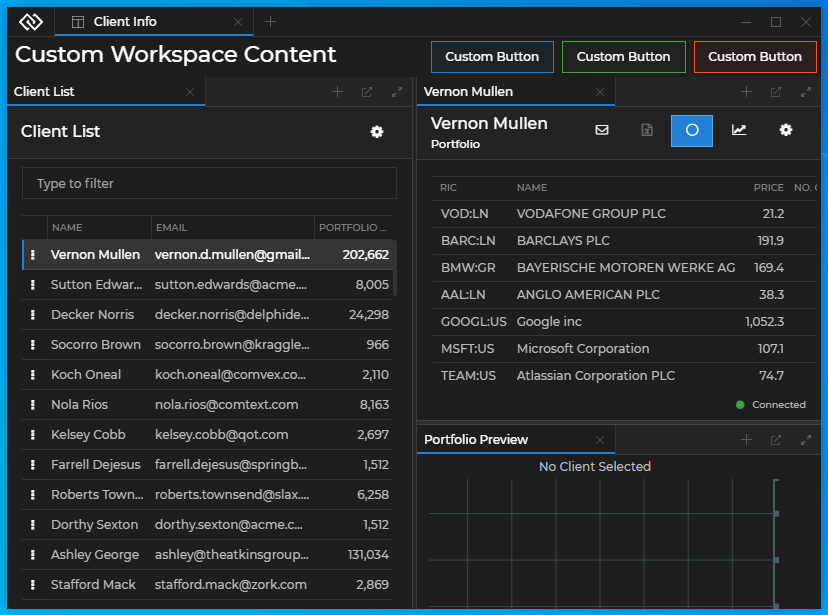 Client Info
Custom Workspace Content
Custom Button Custom Button Custom Button
Client List
Client List
Type to filter
NAME EMAIL PORTFOLIO ...
Vernon Mullen vernon.d.mullen@gmail... 202,662
Sutton Edwar... sutton.edwards@acme.... 8,005
Decker Norris decker.norris@delphide... 24,298
Socorro Brown socorro.brown@kraggle... 966
Koch Oneal koch.oneal@comvex.co... 2,110
Nola Rios nola.rios@comtext.com 8,163
Kelsey Cobb kelsey.cobb@qot.com 2,697
Farrell Dejesus farrell.dejesus@springb... 1,512
Roberts Town... roberts.townsend@slax.... 6,258
Dorthy Sexton dorthy.sexton@acme.c... 1,512
Ashley George ashley@theatkinsgroup... 131,034
Stafford Mack stafford.mack@zork.com 2,869
Vernon Mullen
Vernon Mullen
Portfolio
RIC NAME PRICE NO.
VOD:LN VODAFONE GROUP PLC 21.2
BARC:LN BARCLAYS PLC 191.9
BMW:GR BAYERISCHE MOTOREN WERKE AG 169.4
AAL:LN ANGLO AMERICAN PLC 38.3
GOOGL:US Google inc 1,052.3
MSFT:US Microsoft Corporation 107.1
TEAM:US Atlassian Corporation PLC 74.7
Connected
Portfolio Preview
No Client Selected